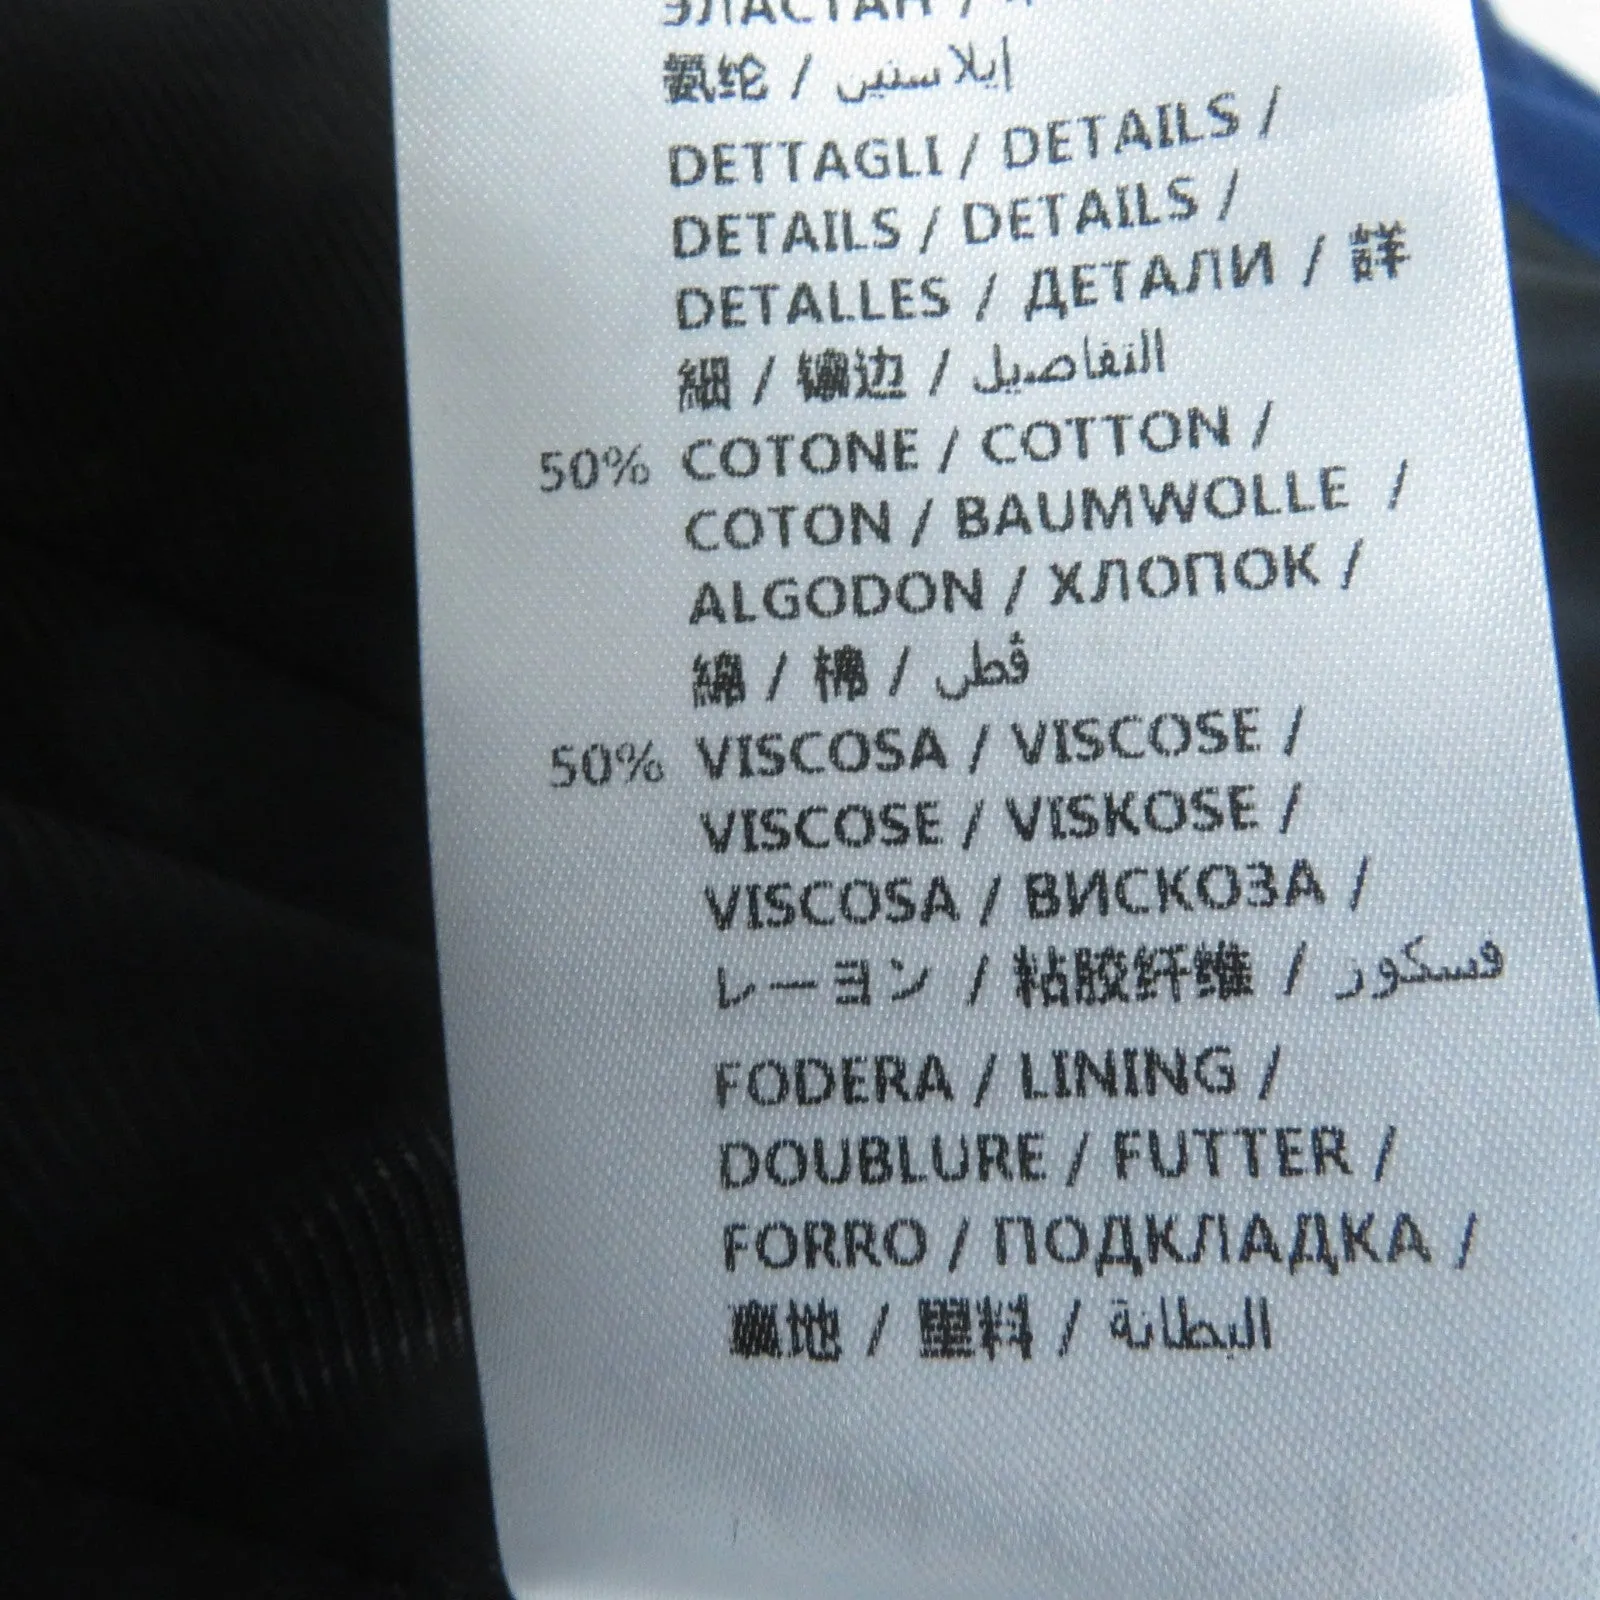 ЭЛАСТАН /
氨纶 / إيلاستين
DETTAGLI / DETAILS /
DETAILS / DETAILS /
DETALLES / ДЕТАЛИ / 詳
細 / 镶边 / التفاصيل
50% COTONE / COTTON /
COTON / BAUMWOLLE /
ALGODON / ХЛОПОК /
綿 / 棉 / قطن
50% VISCOSA / VISCOSE /
VISCOSE / VISKOSE /
VISCOSA / ВИСКОЗА /
レーヨン / 粘胶纤维 / فسكوز
FODERA / LINING /
DOUBLURE / FUTTER /
FORRO / ПОДКЛАДКА /
裏地 / 里料 / البطانة